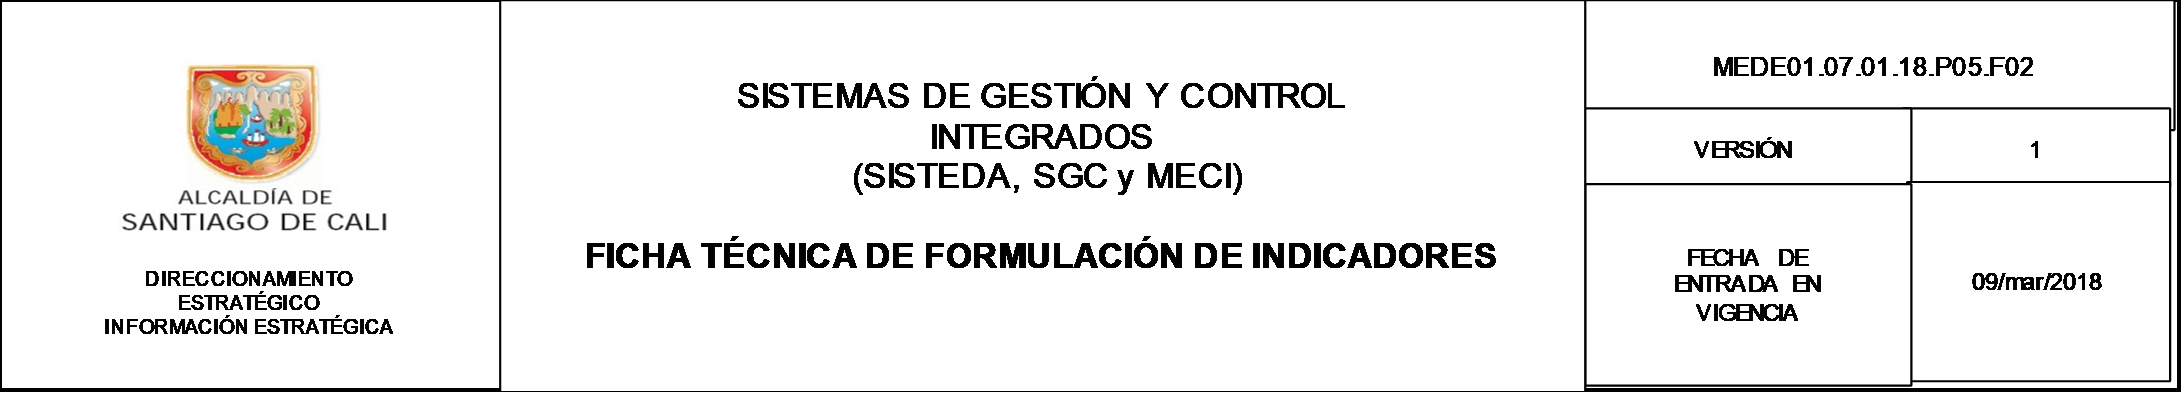 ALCALDÍA DE
SANTIAGO DE CALI
DIRECCIONAMIENTO
ESTRATÉGICO
INFORMACIÓN ESTRATÉGICA
SISTEMAS DE GESTIÓN Y CONTROL
INTEGRADOS
(SISTEDA, SGC y MECI)
FICHA TÉCNICA DE FORMULACIÓN DE INDICADORES
MEDE01.07.01.18.P05.F02
VERSIÓN
1
FECHA DE
ENTRADA EN
VIGENCIA
09/mar/2018